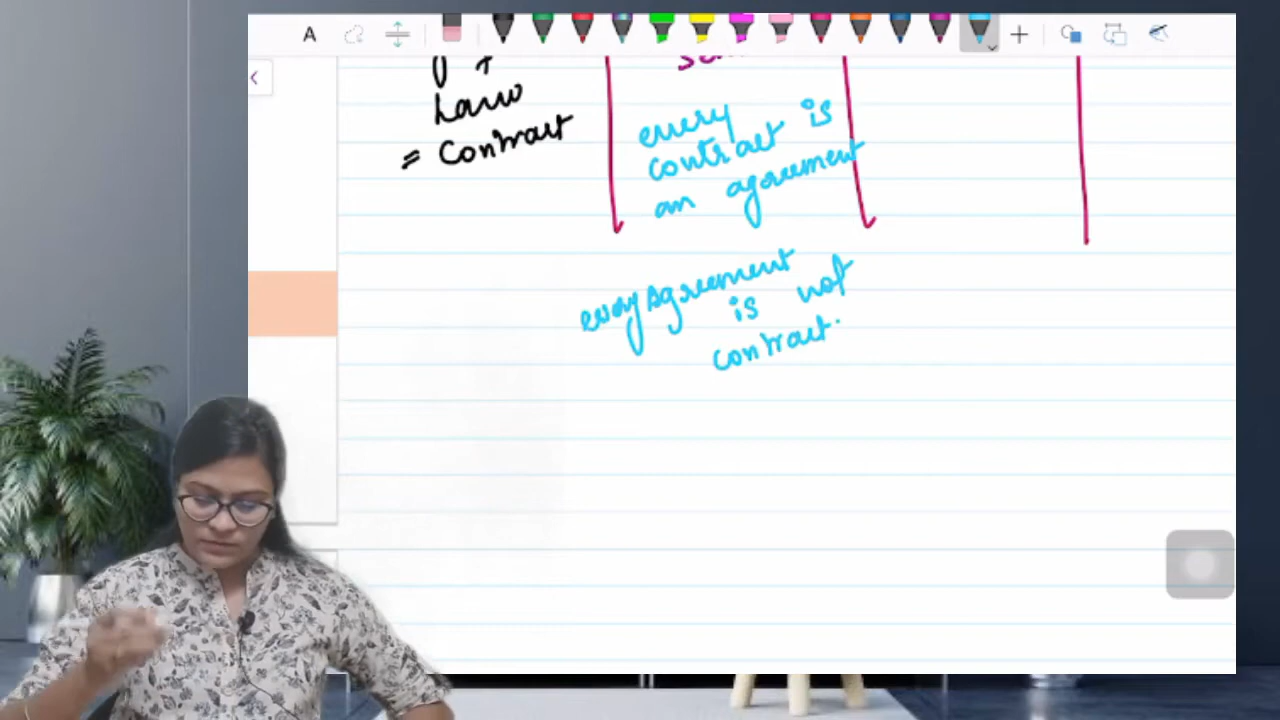 A
Law
= Contract
every
contract is
an agreement
every agreement
is not
contract.